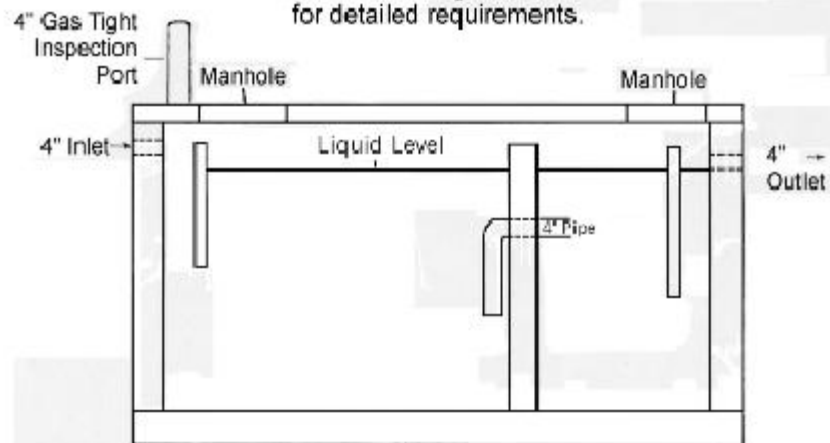 for detailed requirements.
4" Gas Tight
Inspection
Port
Manhole
Manhole
4" Inlet
Liquid Level
4"
Outlet
4" Pipe